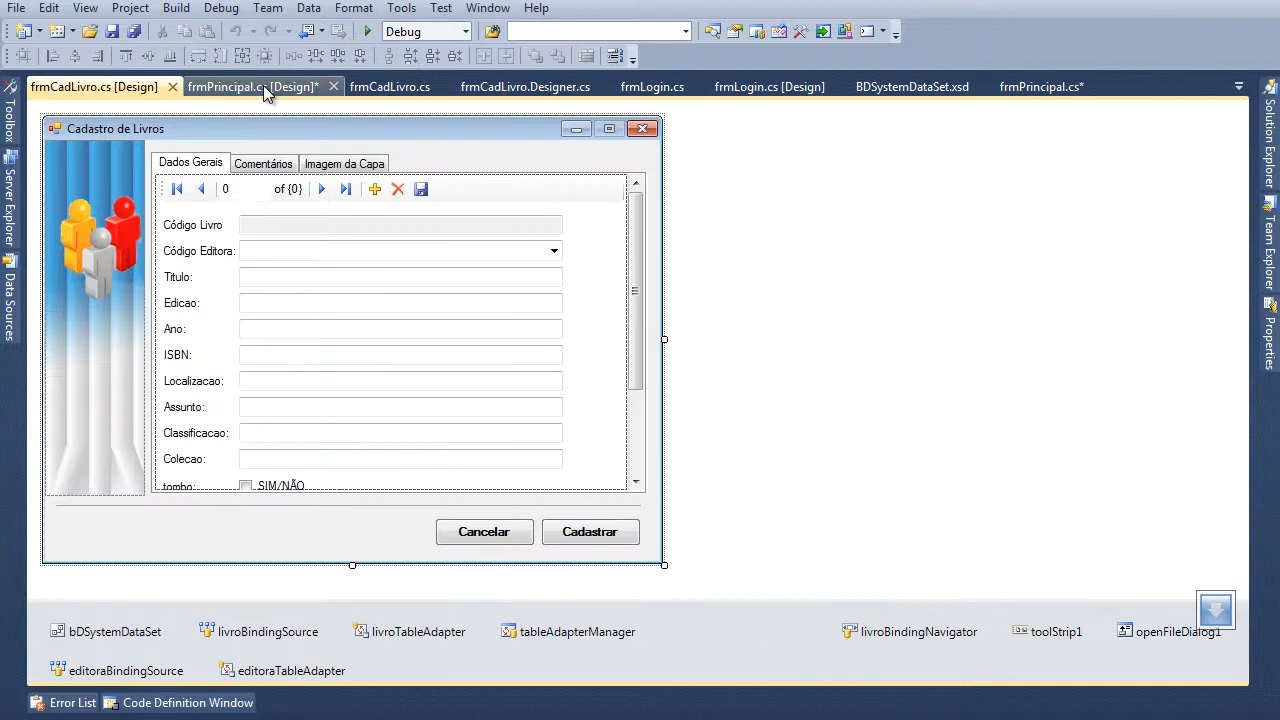 File Edit View Project Build Debug Team Data Format Tools Test Window Help
Debug
frmCadLivro.cs [Design] frmPrincipal.cs [Design]* frmCadLivro.cs frmCadLivro.Designer.cs frmLogin.cs frmLogin.cs [Design] BDSystemDataSet.xsd frmPrincipal.cs*
Toolbox
Server Explorer
Data Sources
Solution Explorer
Team Explorer
Properties
Cadastro de Livros
Dados Gerais Comentários Imagem da Capa
0 of {0}
Código Livro
Código Editora:
Titulo:
Edicao:
Ano:
ISBN:
Localizacao:
Assunto:
Classificacao:
Colecao:
tombo: SIM/NÃO
Cancelar Cadastrar
bDSystemDataSet livroBindingSource livroTableAdapter tableAdapterManager livroBindingNavigator toolStrip1 openFileDialog1
editoraBindingSource editoraTableAdapter
Error List Code Definition Window